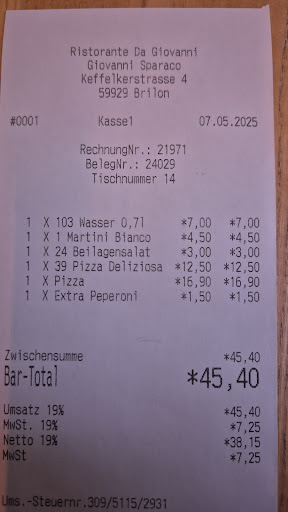 Ristorante Da Giovanni
Giovanni Sparaco
Keffelkerstrasse 4
59929 Brilon
#0001 Kasse1 07.05.2025
RechnungNr.: 21971
BelegNr.: 24029
Tischnummer 14
1 X 103 Wasser 0,7l *7,00 *7,00
1 X 1 Martini Bianco *4,50 *4,50
1 X 24 Beilagensalat *3,00 *3,00
1 X 39 Pizza Deliziosa *12,50 *12,50
1 X Pizza *16,90 *16,90
1 X Extra Peperoni *1,50 *1,50
Zwischensumme *45,40
Bar-Total *45,40
Umsatz 19% *45,40
MwSt. 19% *7,25
Netto 19% *38,15
MwSt *7,25
Ums.-Steuernr.309/5115/2931